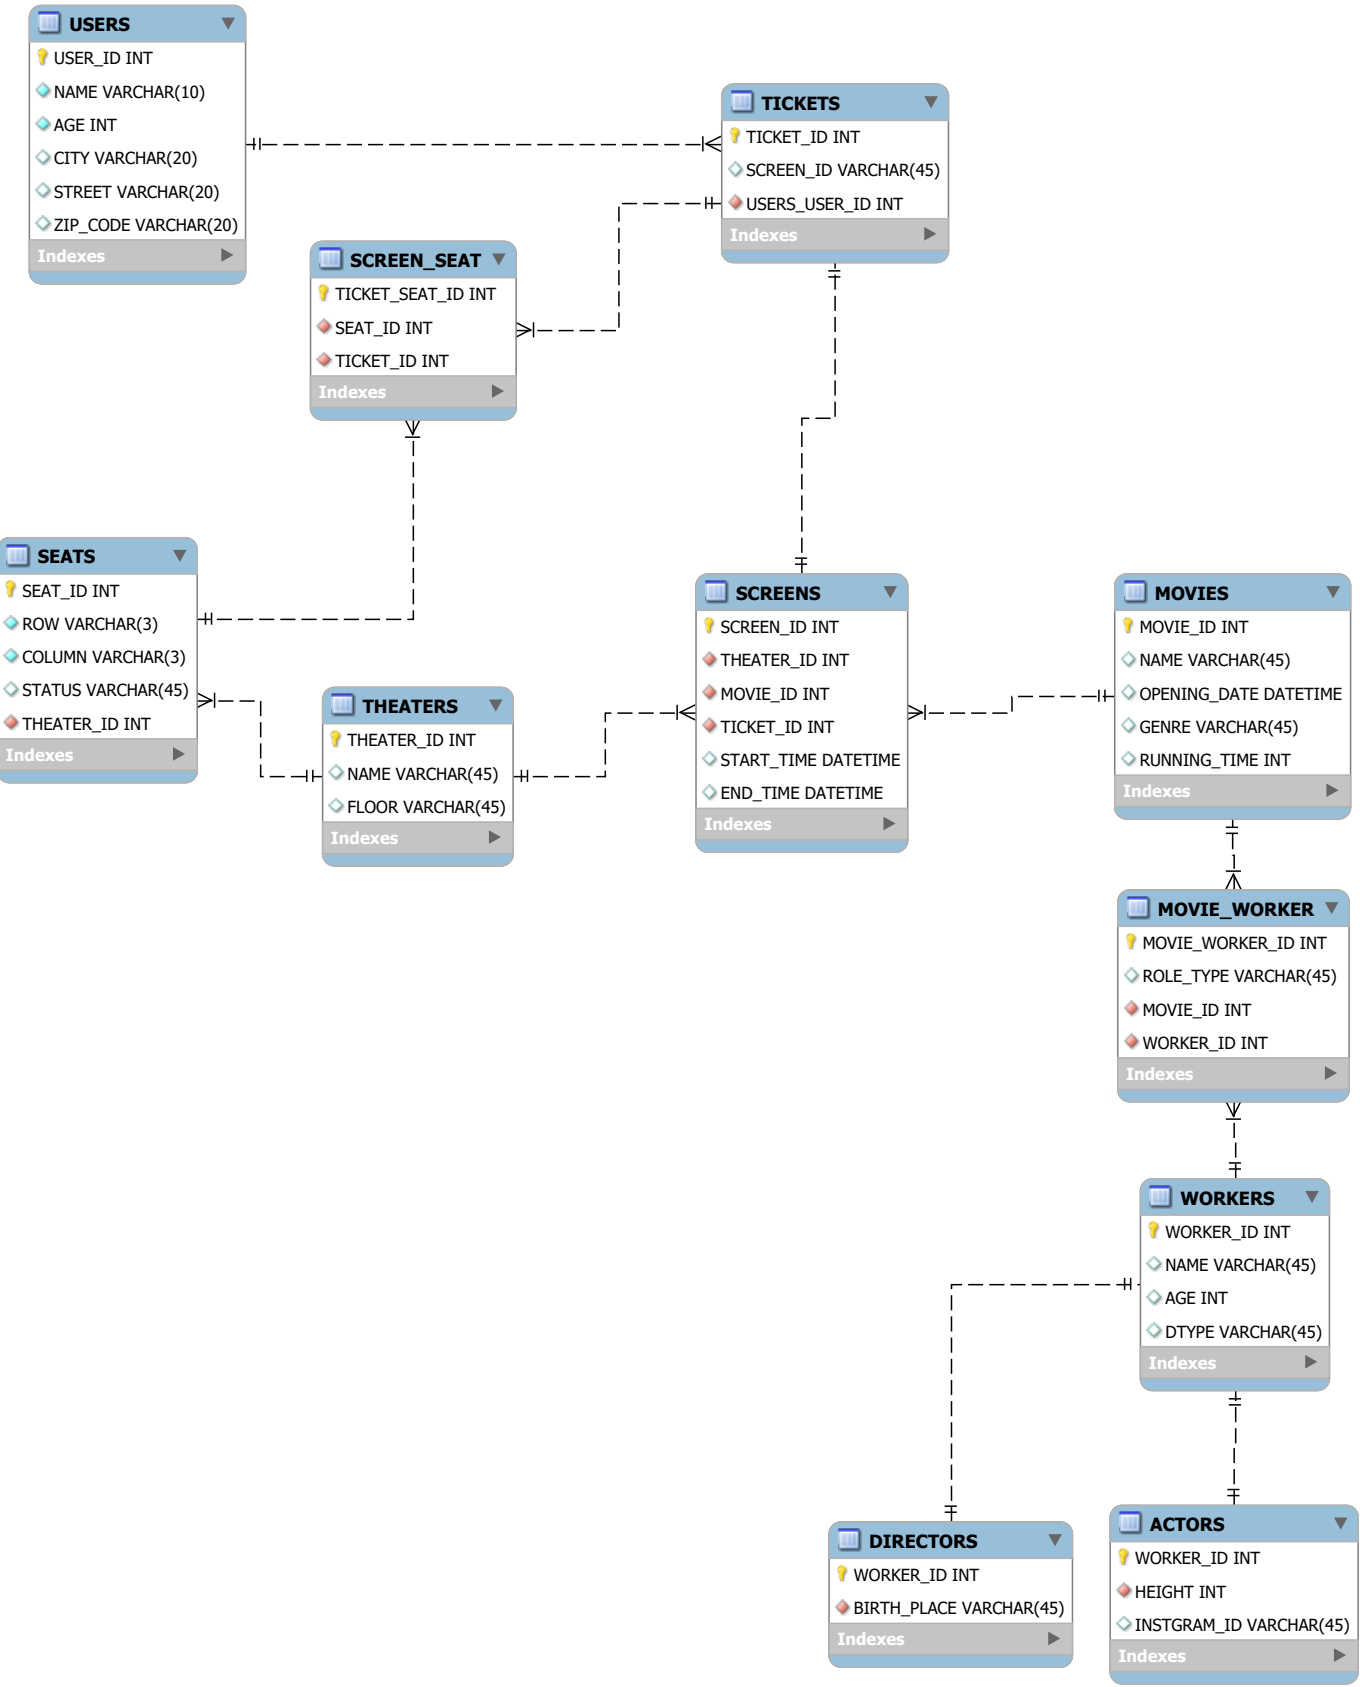 USERS
USER_ID INT
NAME VARCHAR(10)
AGE INT
CITY VARCHAR(20)
STREET VARCHAR(20)
ZIP_CODE VARCHAR(20)
Indexes
TICKETS
TICKET_ID INT
SCREEN_ID VARCHAR(45)
USERS_USER_ID INT
Indexes
SCREEN_SEAT
TICKET_SEAT_ID INT
SEAT_ID INT
TICKET_ID INT
Indexes
SEATS
SEAT_ID INT
ROW VARCHAR(3)
COLUMN VARCHAR(3)
STATUS VARCHAR(45)
THEATER_ID INT
Indexes
THEATERS
THEATER_ID INT
NAME VARCHAR(45)
FLOOR VARCHAR(45)
Indexes
SCREENS
SCREEN_ID INT
THEATER_ID INT
MOVIE_ID INT
TICKET_ID INT
START_TIME DATETIME
END_TIME DATETIME
Indexes
MOVIES
MOVIE_ID INT
NAME VARCHAR(45)
OPENING_DATE DATETIME
GENRE VARCHAR(45)
RUNNING_TIME INT
Indexes
MOVIE_WORKER
MOVIE_WORKER_ID INT
ROLE_TYPE VARCHAR(45)
MOVIE_ID INT
WORKER_ID INT
Indexes
WORKERS
WORKER_ID INT
NAME VARCHAR(45)
AGE INT
DTYPE VARCHAR(45)
Indexes
DIRECTORS
WORKER_ID INT
BIRTH_PLACE VARCHAR(45)
Indexes
ACTORS
WORKER_ID INT
HEIGHT INT
INSTGRAM_ID VARCHAR(45)
Indexes